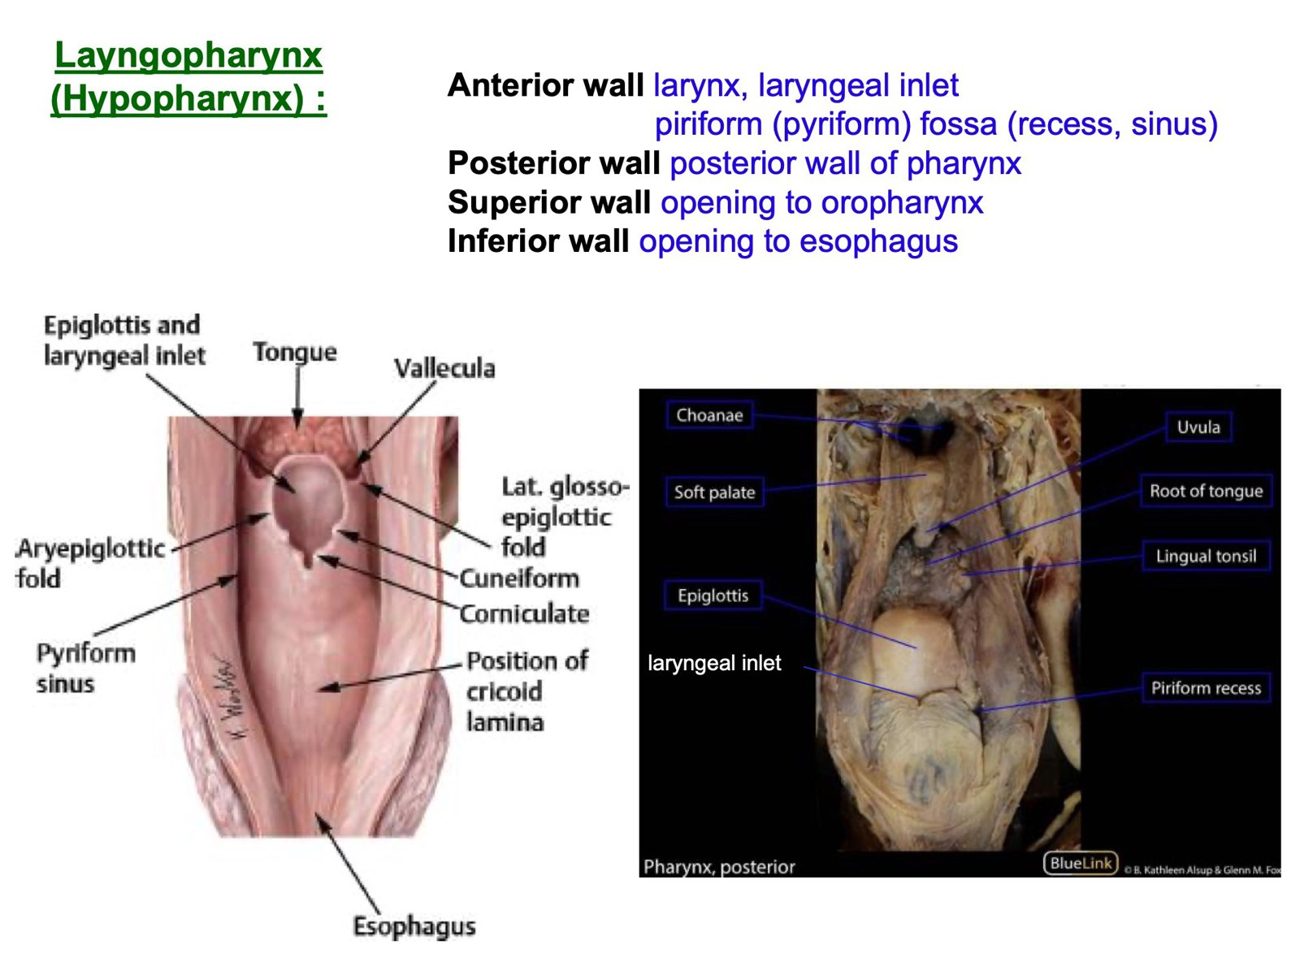 Layngopharynx
(Hypopharynx) :
Anterior wall larynx, laryngeal inlet
piriform (pyriform) fossa (recess, sinus)
Posterior wall posterior wall of pharynx
Superior wall opening to oropharynx
Inferior wall opening to esophagus
Epiglottis and
laryngeal inlet
Tongue
Vallecula
Lat. glosso-
epiglottic
fold
Aryepiglottic
fold
Cuneiform
Corniculate
Pyriform
sinus
Position of
cricoid
lamina
Esophagus
Choanae
Uvula
Soft palate
Root of tongue
Lingual tonsil
Epiglottis
laryngeal inlet
Piriform recess
Pharynx, posterior
BlueLink
© B. Kathleen Alsup & Glenn M. Fox